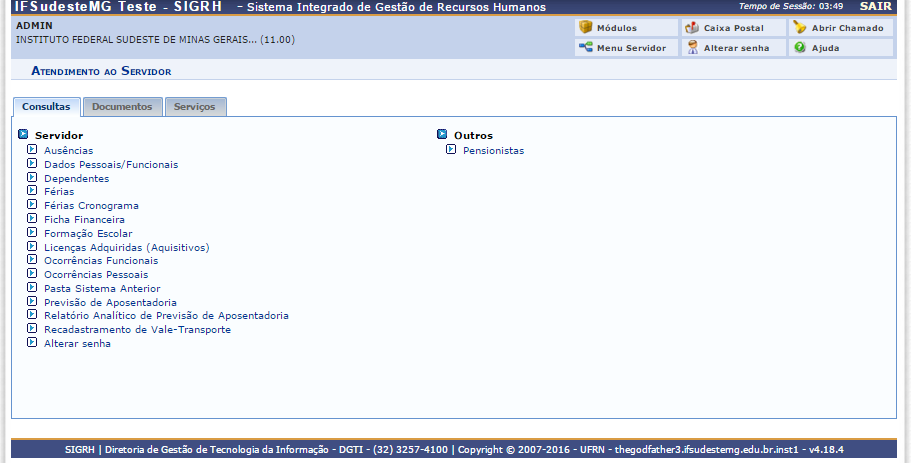 IFSudesteMG Teste - SIGRH - Sistema Integrado de Gestão de Recursos Humanos Tempo de Sessão: 03:49 SAIR
ADMIN
INSTITUTO FEDERAL SUDESTE DE MINAS GERAIS... (11.00)
Módulos Caixa Postal Abrir Chamado
Menu Servidor Alterar senha Ajuda
Atendimento ao Servidor
Consultas Documentos Serviços
Servidor
Ausências
Dados Pessoais/Funcionais
Dependentes
Férias
Férias Cronograma
Ficha Financeira
Formação Escolar
Licenças Adquiridas (Aquisitivos)
Ocorrências Funcionais
Ocorrências Pessoais
Pasta Sistema Anterior
Previsão de Aposentadoria
Relatório Analítico de Previsão de Aposentadoria
Recadastramento de Vale-Transporte
Alterar senha
Outros
Pensionistas
SIGRH | Diretoria de Gestão de Tecnologia da Informação - DGTI - (32) 3257-4100 | Copyright © 2007-2016 - UFRN - thegodfather3.ifsudestemg.edu.br.inst1 - v4.18.4